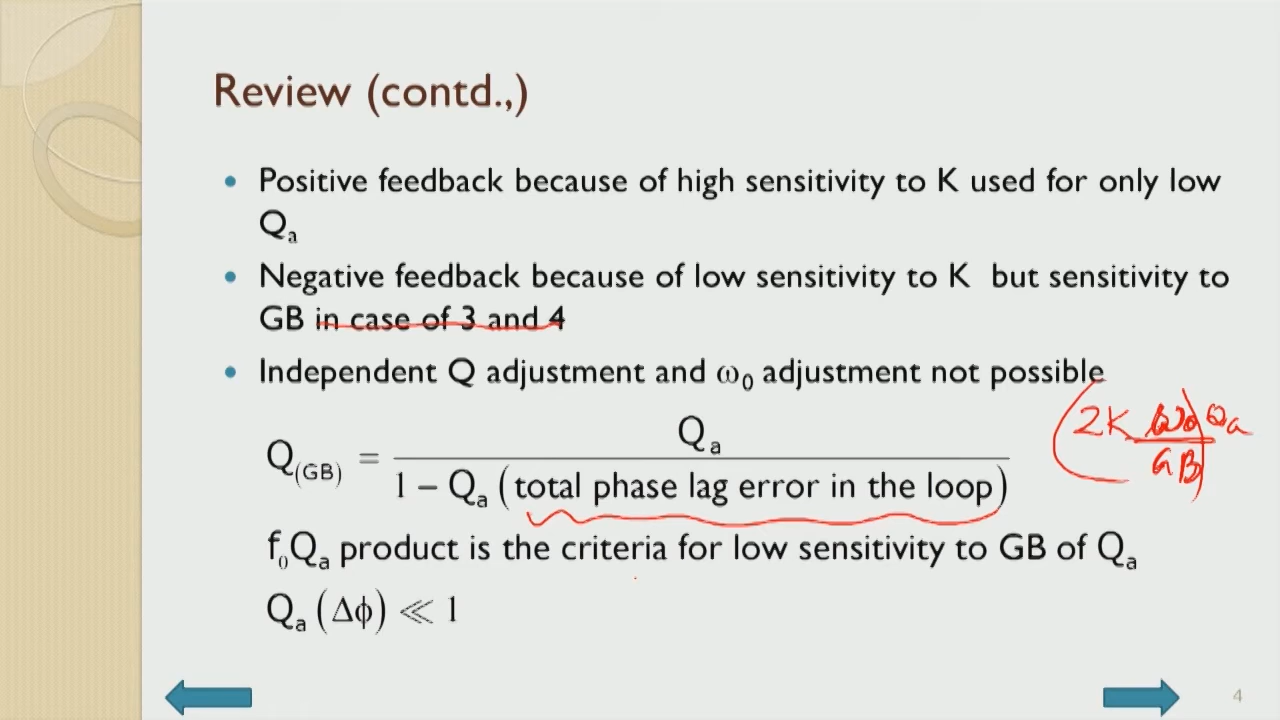 Review (contd.,)
Positive feedback because of high sensitivity to K used for only low
Qa
Negative feedback because of low sensitivity to K but sensitivity to
GB in case of 3 and 4
Independent Q adjustment and ω0 adjustment not possible
(2K ω0/GB) Qa
Q(GB) = Qa / 1 − Qa (total phase lag error in the loop)
f0Qa product is the criteria for low sensitivity to GB of Qa
Qa (Δϕ) ≪ 1
4